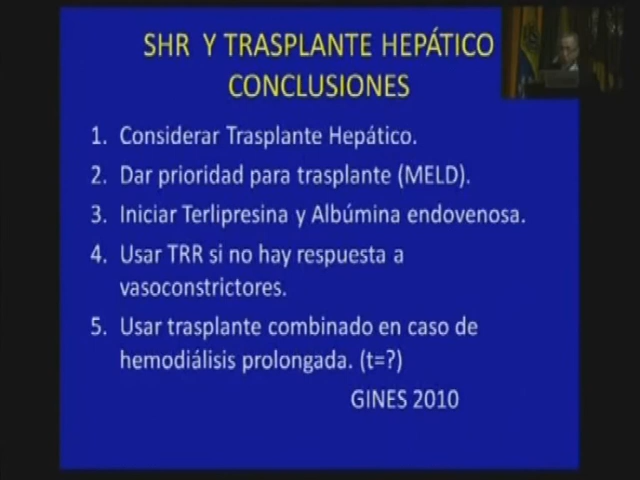 SHR Y TRASPLANTE HEPÁTICO
CONCLUSIONES
1. Considerar Trasplante Hepático.
2. Dar prioridad para trasplante (MELD).
3. Iniciar Terlipresina y Albúmina endovenosa.
4. Usar TRR si no hay respuesta a
vasoconstrictores.
5. Usar trasplante combinado en caso de
hemodiálisis prolongada. (t=?)
GINES 2010